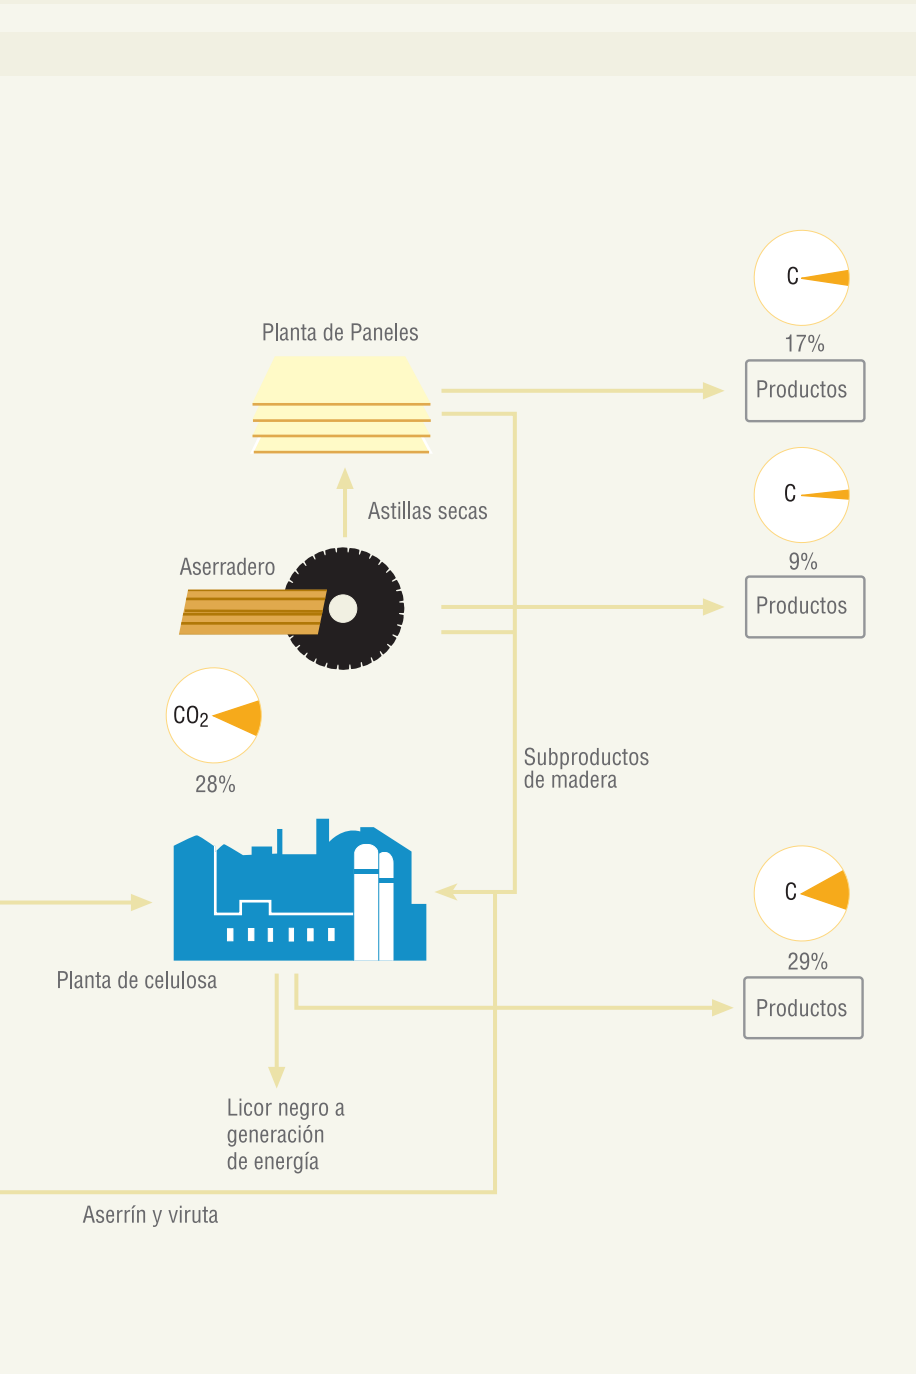 C
17%
Planta de Paneles
Productos
C
Astillas secas
9%
Aserradero
Productos
CO2
28%
Subproductos
de madera
C
29%
Planta de celulosa
Productos
Licor negro a
generación
de energía
Aserrín y viruta